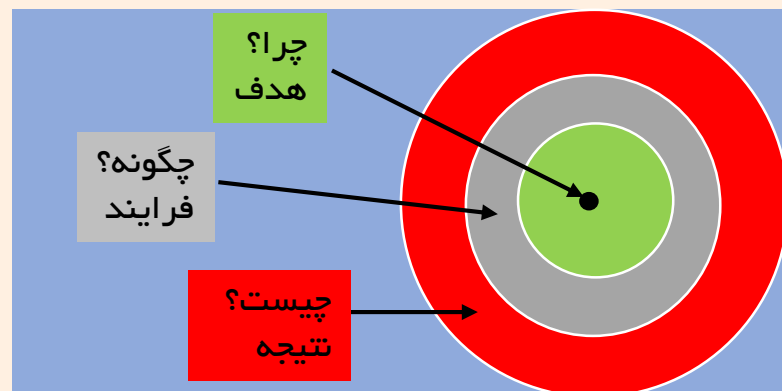 چرا؟
هدف
چگونه؟
فرایند
چیست؟
نتیجه